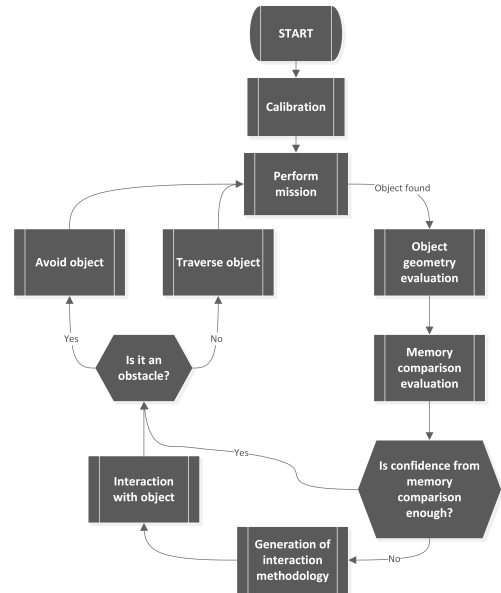 START
Calibration
Perform
mission
Object found
Avoid object
Traverse object
Object
geometry
evaluation
Yes
No
Is it an
obstacle?
Memory
comparison
evaluation
Yes
Is confidence from
memory
comparison
enough?
Interaction
with object
Generation of
interaction
methodology
No